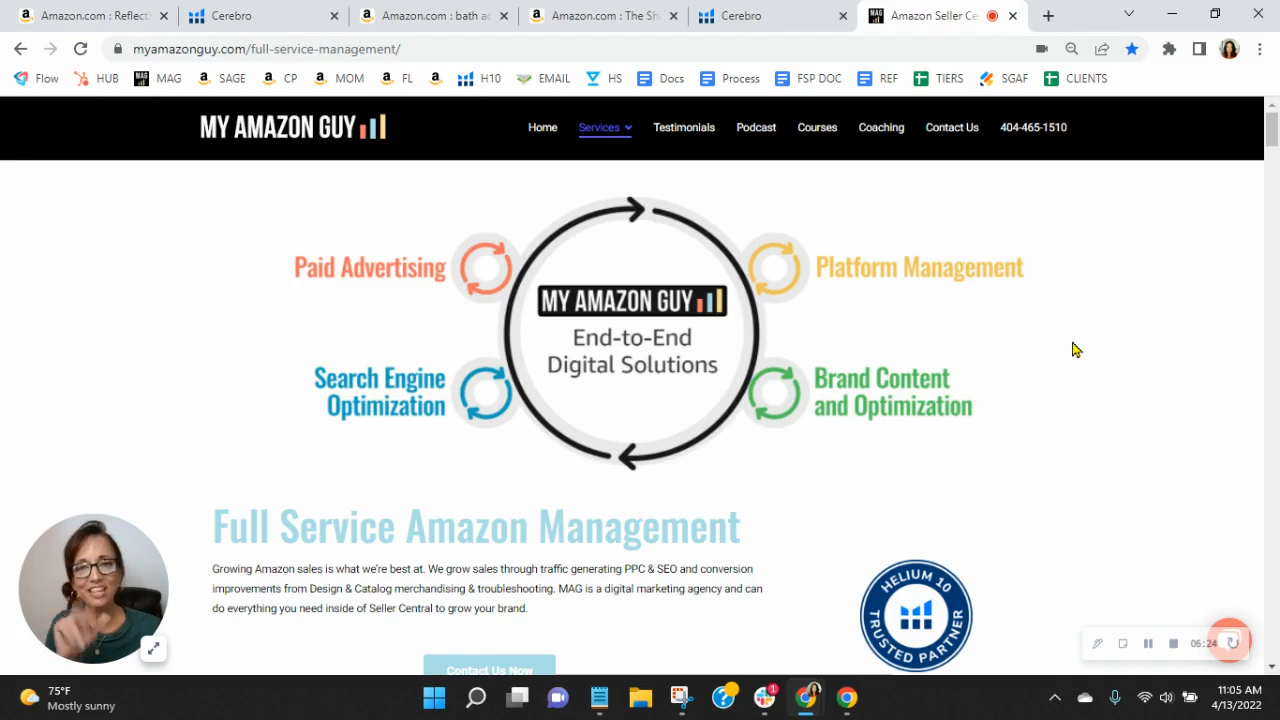 Amazon.com : Reflect
Cerebro
Amazon.com : bath ac
Amazon.com : The Sh
Cerebro
Amazon Seller Ce
myamazonguy.com/full-service-management/
Flow
HUB
MAG
SAGE
CP
MOM
FL
H10
EMAIL
HS
Docs
Process
FSP DOC
REF
TIERS
SGAF
CLIENTS
MY AMAZON GUY
Home
Services
Testimonials
Podcast
Courses
Coaching
Contact Us
404-465-1510
Paid Advertising
Platform Management
MY AMAZON GUY
End-to-End
Digital Solutions
Search Engine
Optimization
Brand Content
and Optimization
Full Service Amazon Management
Growing Amazon sales is what we're best at. We grow sales through traffic generating PPC & SEO and conversion
improvements from Design & Catalog merchandising & troubleshooting. MAG is a digital marketing agency and can
do everything you need inside of Seller Central to grow your brand.
Contact Us Now
HELIUM 10
TRUSTED PARTNER
06:24
75°F
Mostly sunny
1
11:05 AM
4/13/2022